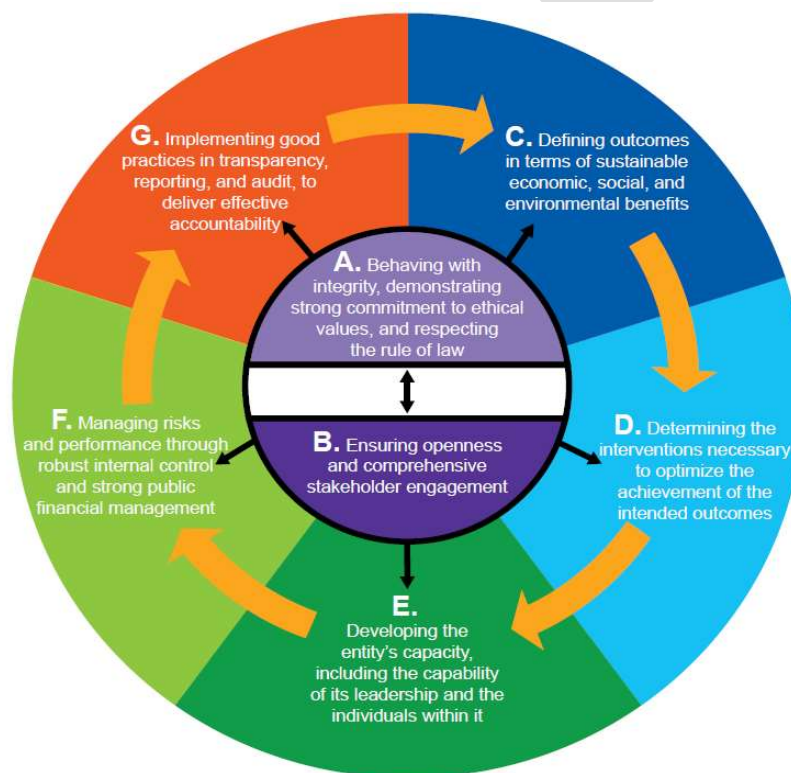 A. Behaving with
integrity, demonstrating
strong commitment to ethical
values, and respecting
the rule of law
B. Ensuring openness
and comprehensive
stakeholder engagement
C. Defining outcomes
in terms of sustainable
economic, social, and
environmental benefits
D. Determining the
interventions necessary
to optimize the
achievement of the
intended outcomes
E.
Developing the
entity's capacity,
including the capability
of its leadership and the
individuals within it
F. Managing risks
and performance through
robust internal control
and strong public
financial management
G. Implementing good
practices in transparency,
reporting, and audit, to
deliver effective
accountability